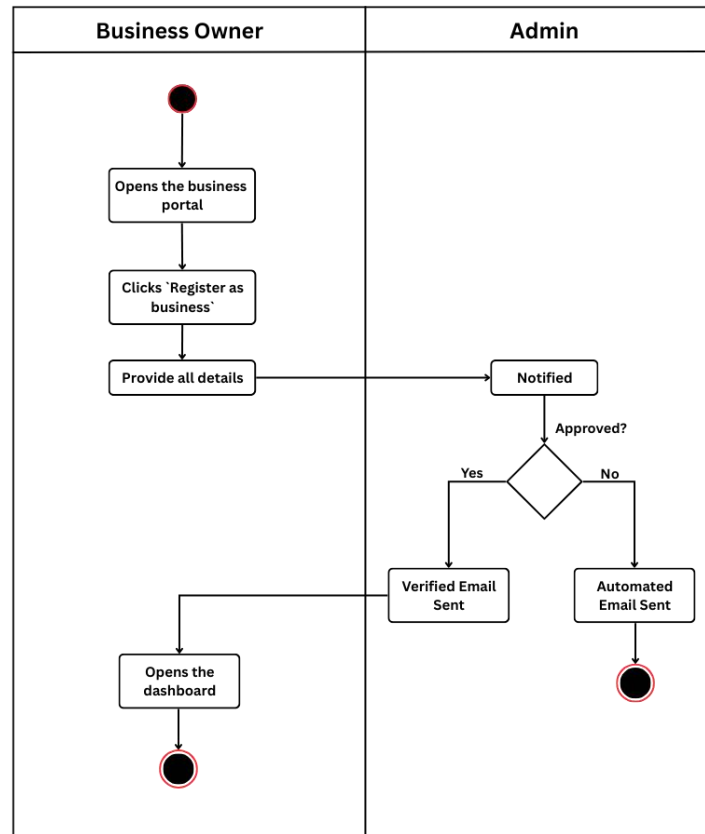 Business Owner
Admin
Opens the business
portal
Clicks `Register as
business`
Provide all details
Notified
Approved?
Yes
No
Verified Email
Sent
Automated
Email Sent
Opens the
dashboard